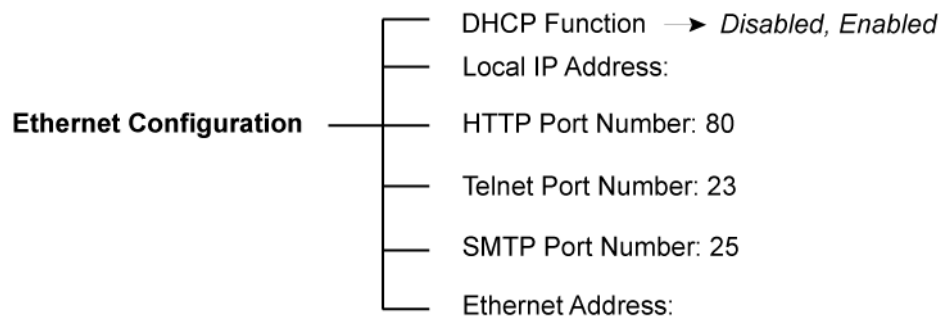 DHCP Function → Disabled, Enabled
Local IP Address:
Ethernet Configuration
HTTP Port Number: 80
Telnet Port Number: 23
SMTP Port Number: 25
Ethernet Address: